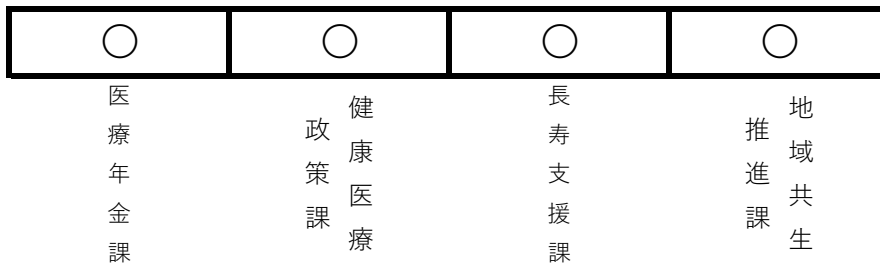 地域共生
推進課
長寿支援課
健康医療
政策課
医療年金課